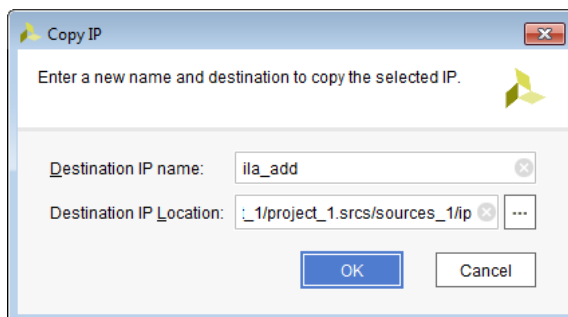 Copy IP
Enter a new name and destination to copy the selected IP.
Destination IP name: ila_add
Destination IP Location: :_1/project_1.srcs/sources_1/ip ...
OK Cancel